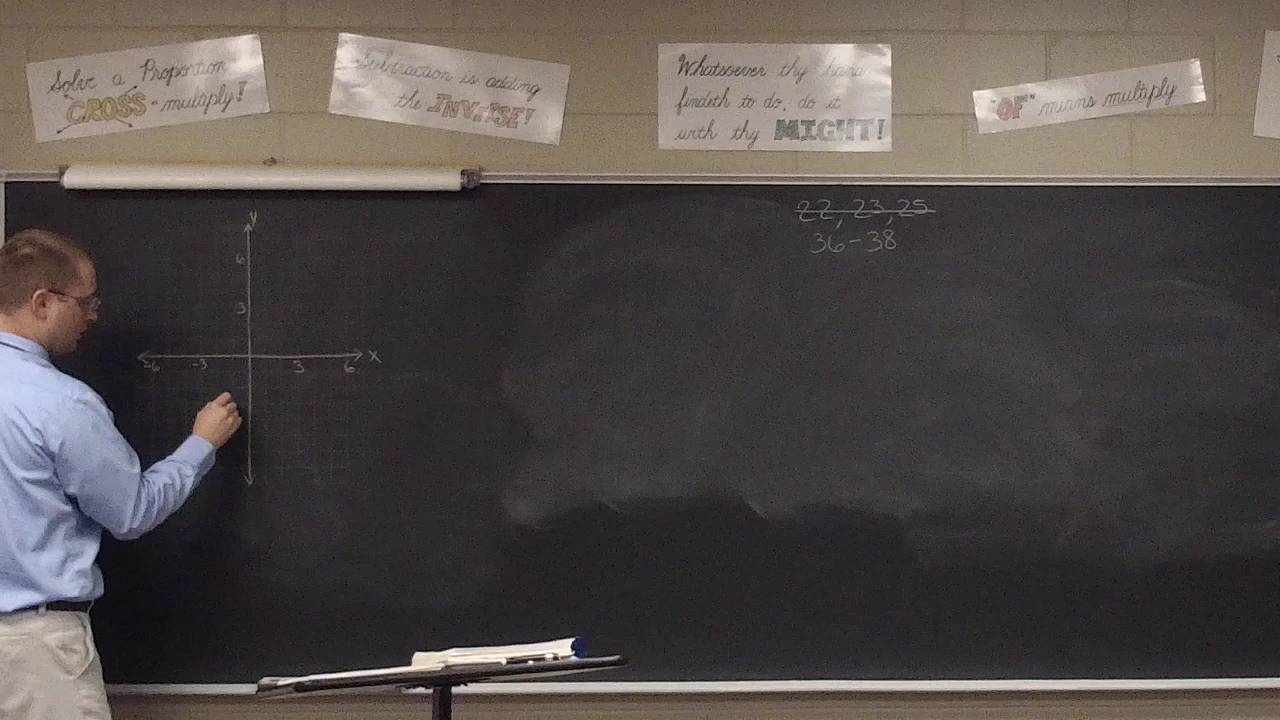 Solve a Proportion
CROSS-multiply!
Subtraction is adding
the INVERSE!
Whatsoever thy hand
findeth to do, do it
with thy MIGHT!
"OF" means multiply
22, 23, 25
36-38
y
6
3
-6 -3 3 6 x